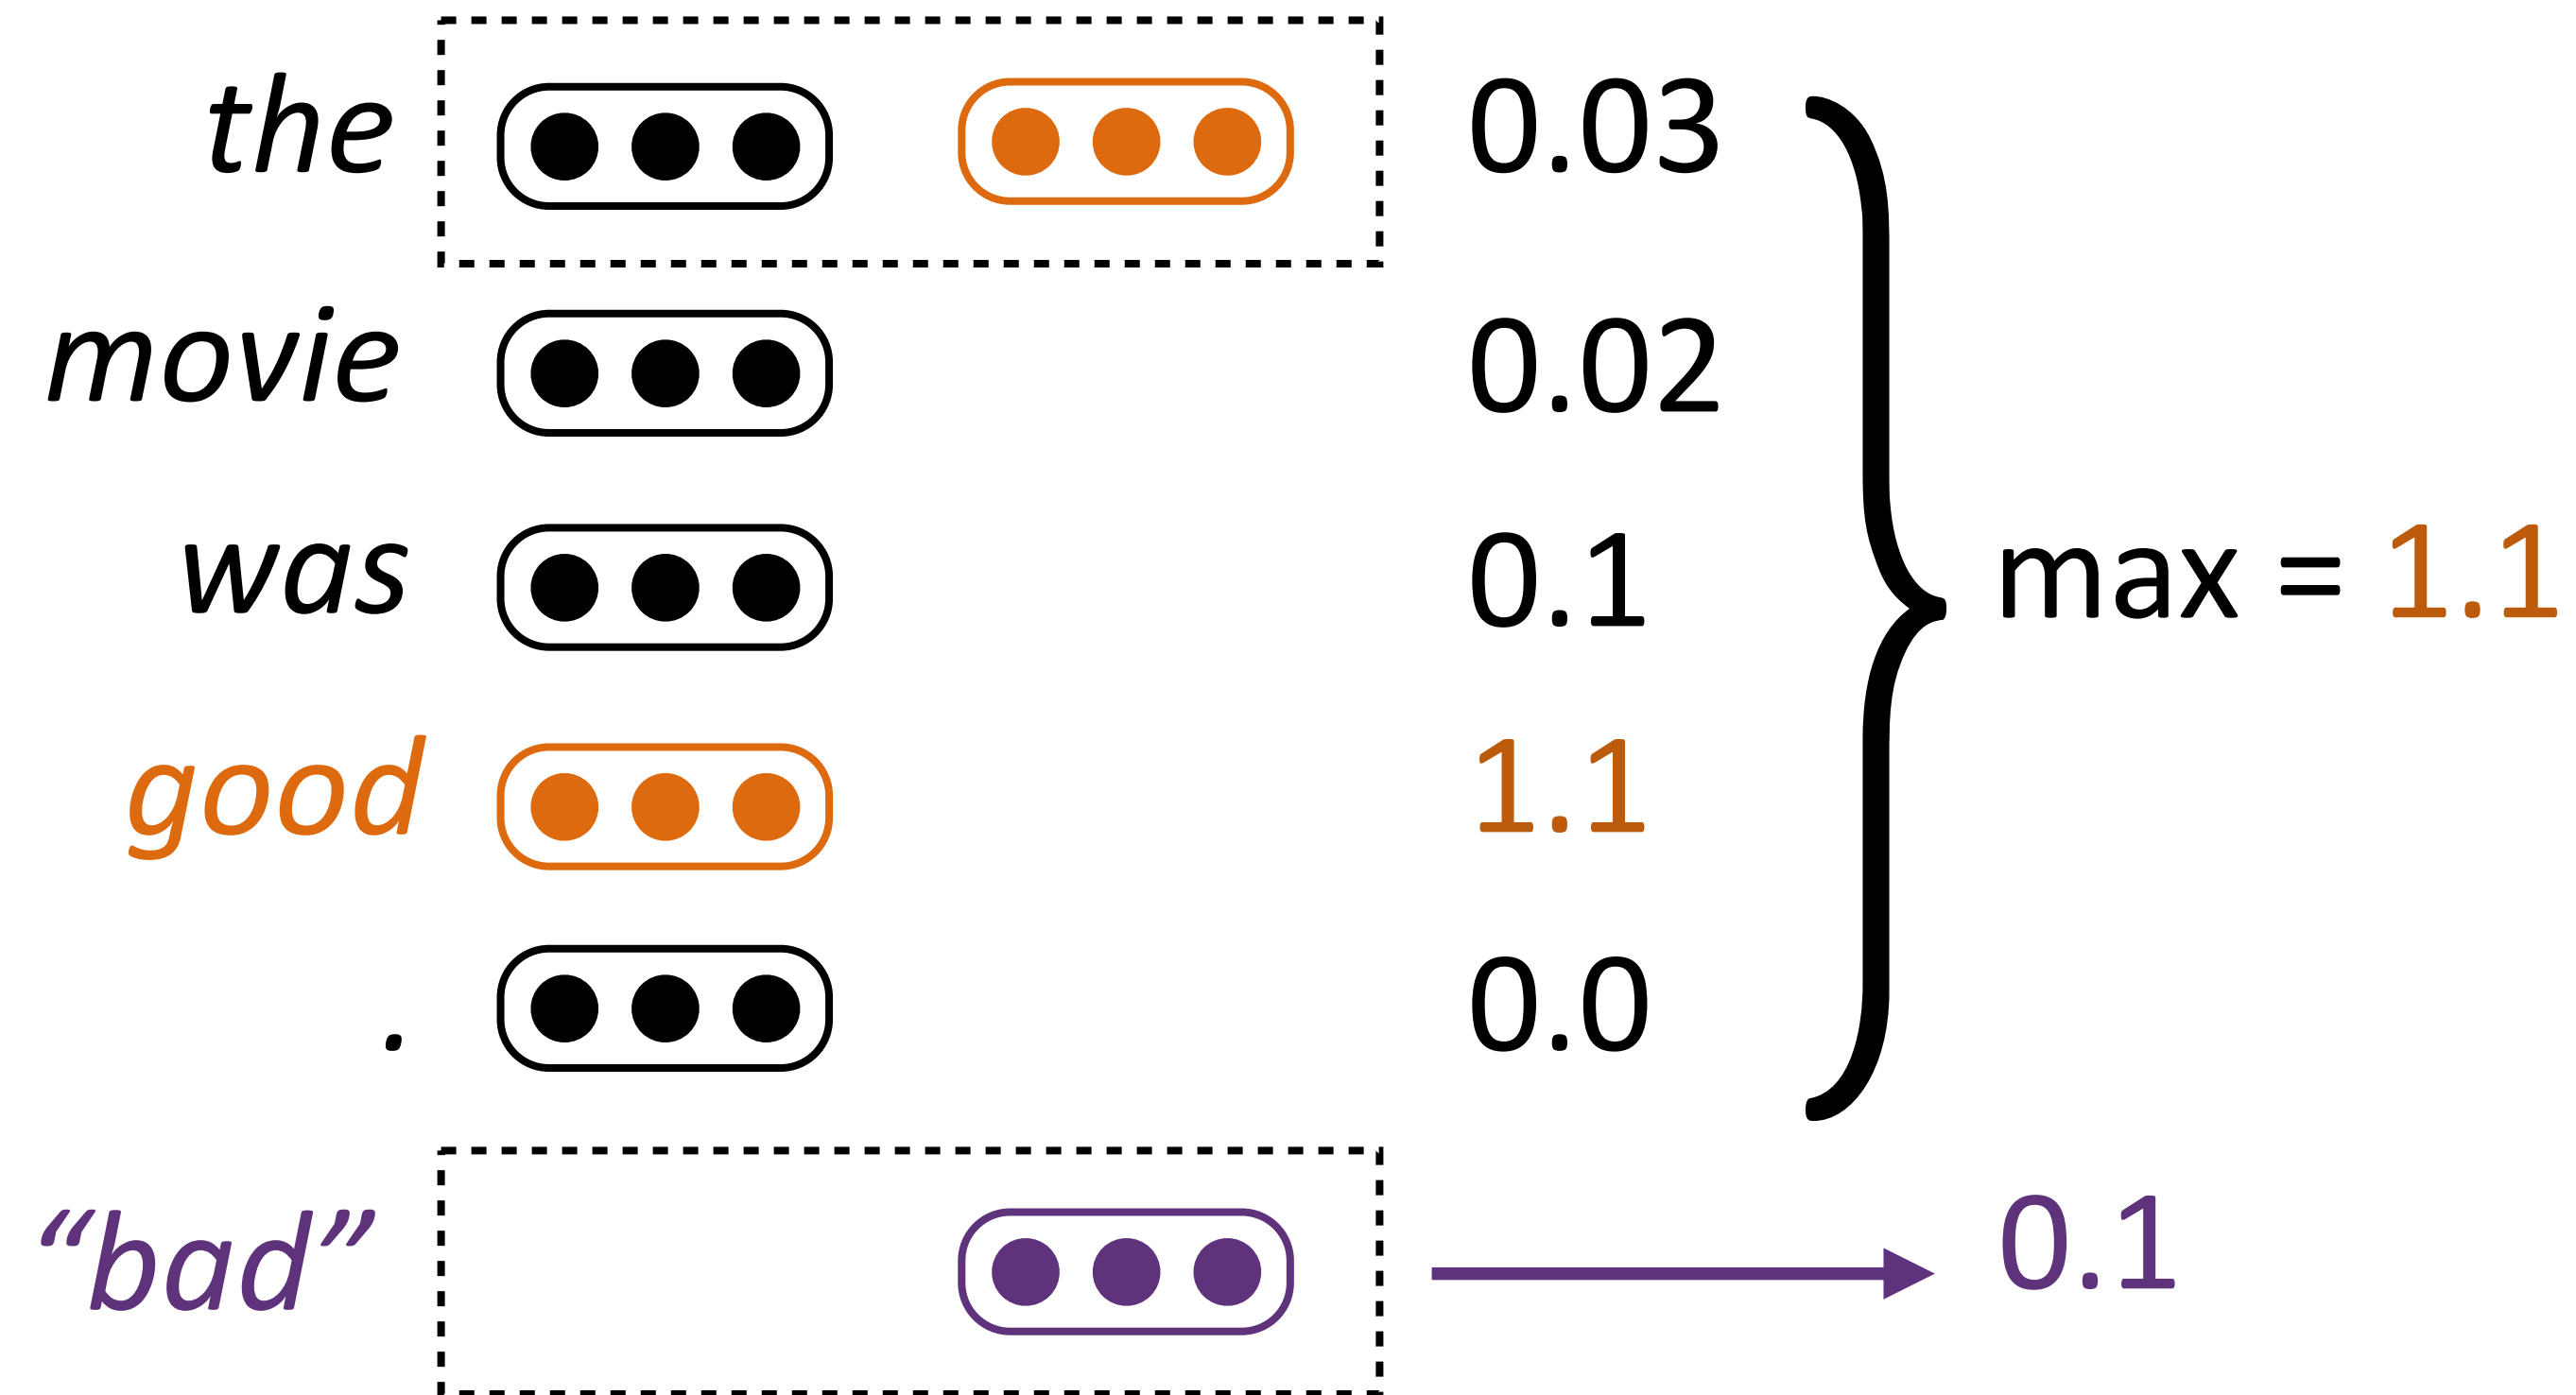 the 0.03
movie 0.02
was 0.1 max = 1.1
good 1.1
. 0.0
“bad” 0.1